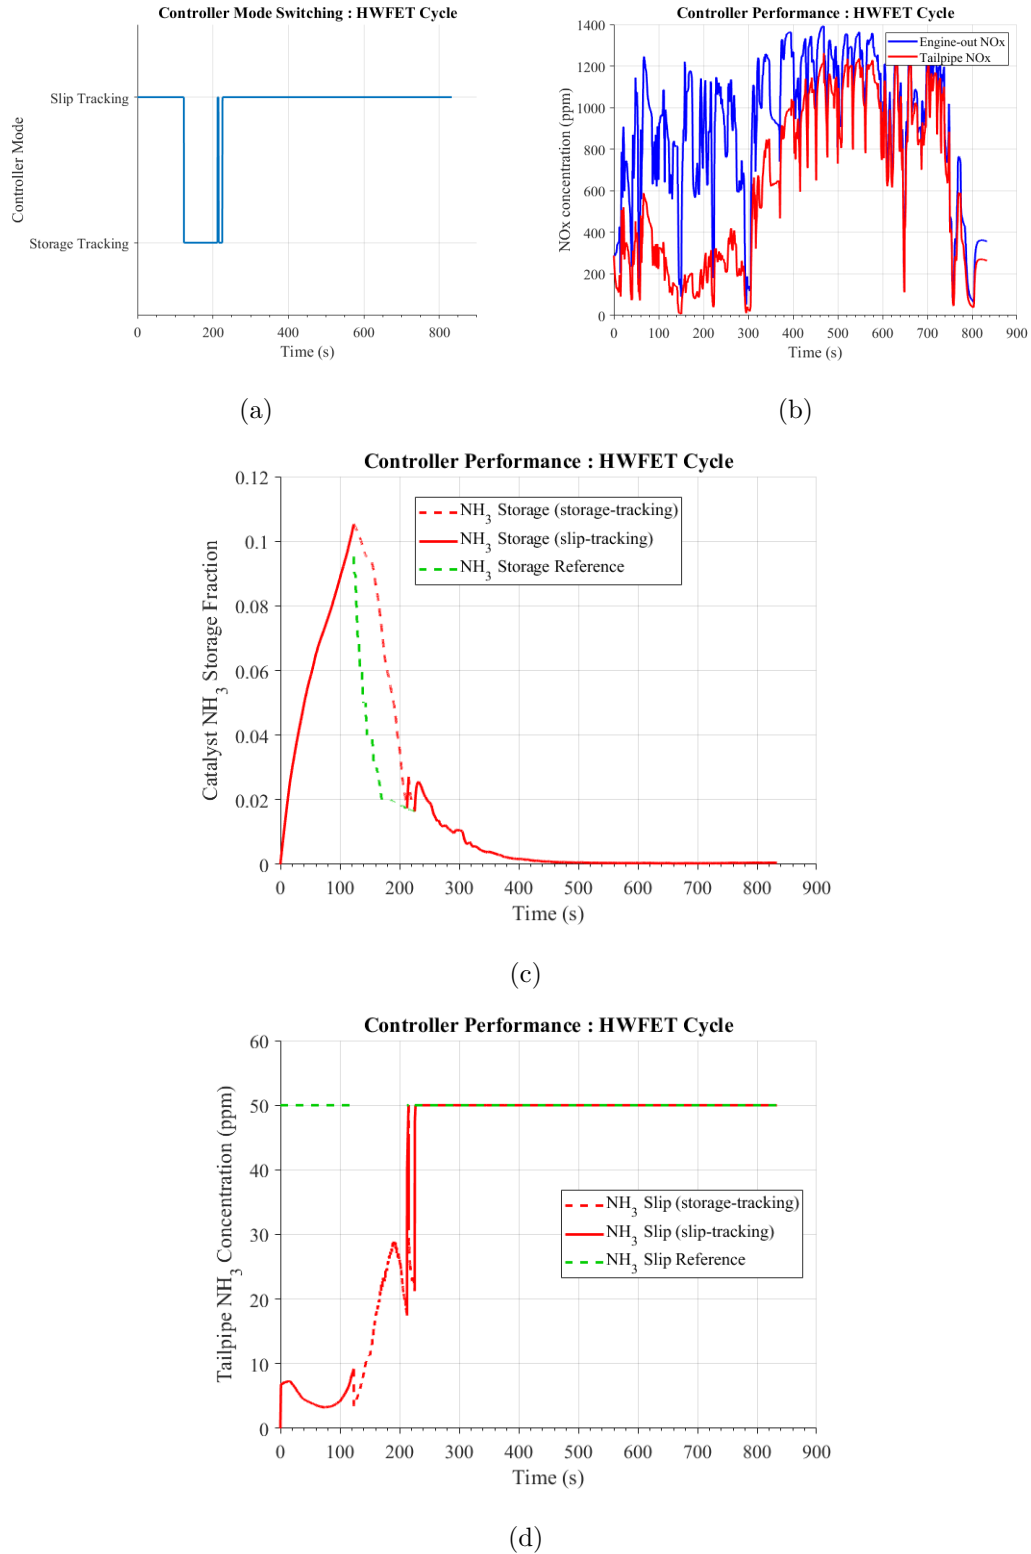 Controller Mode Switching : HWFET Cycle
Slip Tracking
Storage Tracking
Controller Mode
0 200 400 600 800
Time (s)
(a)
Controller Performance : HWFET Cycle
Engine-out NOx
Tailpipe NOx
NOx concentration (ppm)
1400
1200
1000
800
600
400
200
0
0 100 200 300 400 500 600 700 800 900
Time (s)
(b)
Controller Performance : HWFET Cycle
NH3 Storage (storage-tracking)
NH3 Storage (slip-tracking)
NH3 Storage Reference
Catalyst NH3 Storage Fraction
0.12
0.1
0.08
0.06
0.04
0.02
0
0 100 200 300 400 500 600 700 800 900
Time (s)
(c)
Controller Performance : HWFET Cycle
NH3 Slip (storage-tracking)
NH3 Slip (slip-tracking)
NH3 Slip Reference
Tailpipe NH3 Concentration (ppm)
60
50
40
30
20
10
0
0 100 200 300 400 500 600 700 800 900
Time (s)
(d)